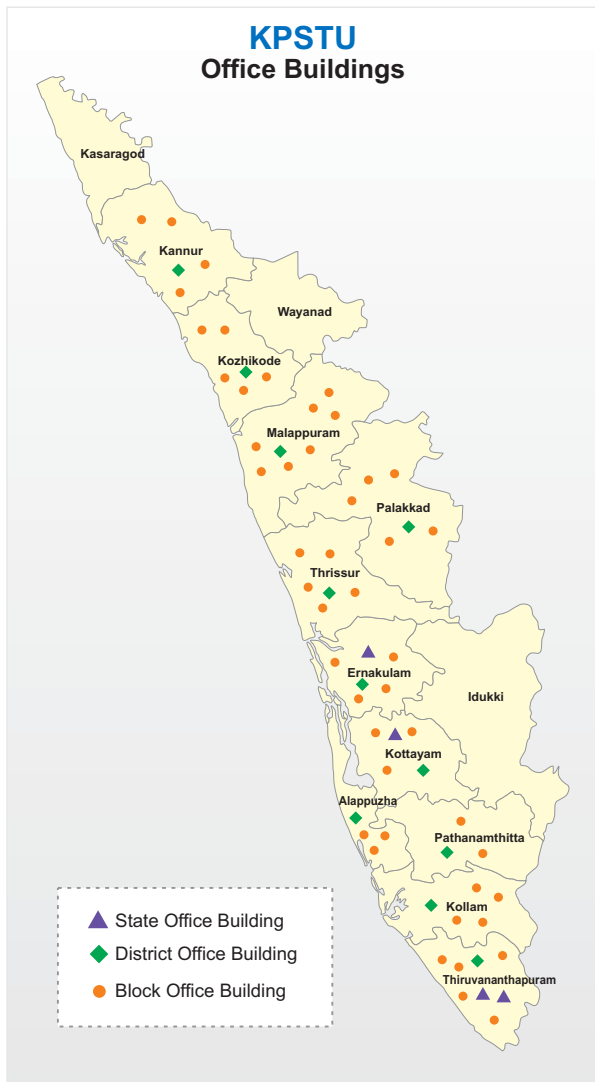 KPSTU
Office Buildings
Kasaragod
Kannur
Wayanad
Kozhikode
Malappuram
Palakkad
Thrissur
Ernakulam
Idukki
Kottayam
Alappuzha
Pathanamthitta
Kollam
Thiruvananthapuram
State Office Building
District Office Building
Block Office Building